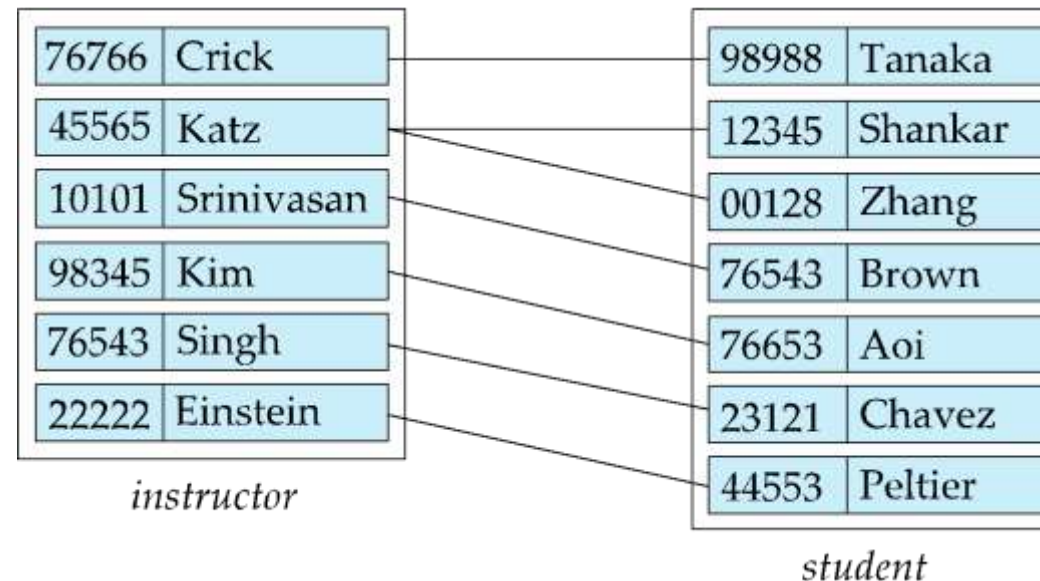 76766 Crick
45565 Katz
10101 Srinivasan
98345 Kim
76543 Singh
22222 Einstein
instructor
98988 Tanaka
12345 Shankar
00128 Zhang
76543 Brown
76653 Aoi
23121 Chavez
44553 Peltier
student